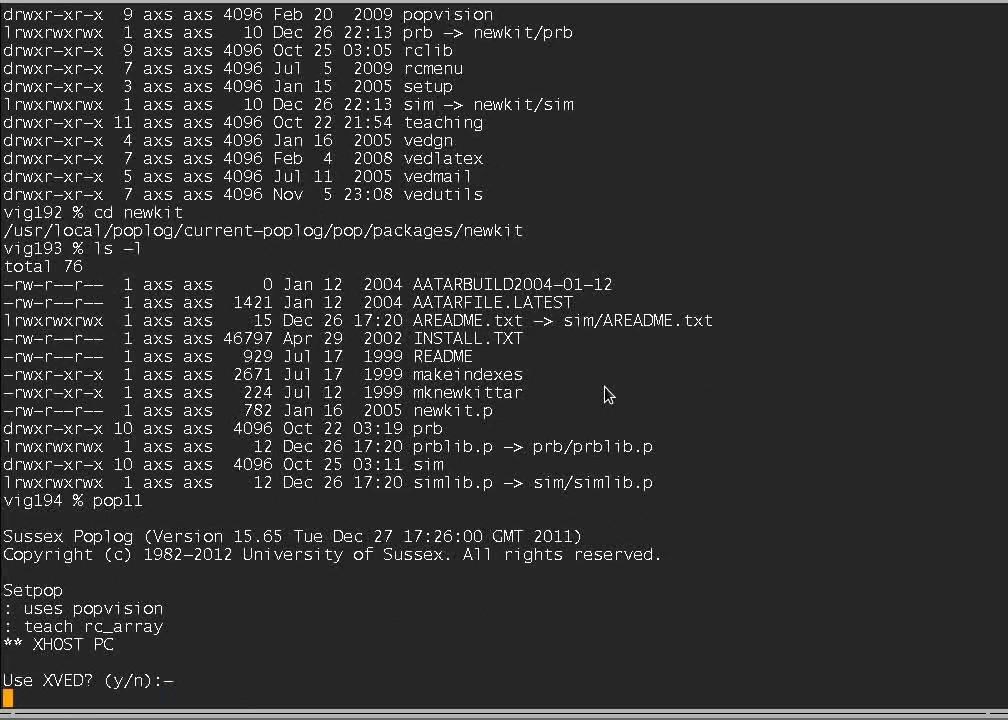 drwxr-xr-x  9 axs axs 4096 Feb 20  2009 popvision
lrwxrwxrwx  1 axs axs   10 Dec 26 22:13 prb -> newkit/prb
drwxr-xr-x  9 axs axs 4096 Oct 25 03:05 rclib
drwxr-xr-x  7 axs axs 4096 Jul  5  2009 rcmenu
drwxr-xr-x  3 axs axs 4096 Jan 15  2005 setup
lrwxrwxrwx  1 axs axs   10 Dec 26 22:13 sim -> newkit/sim
drwxr-xr-x 11 axs axs 4096 Oct 22 21:54 teaching
drwxr-xr-x  4 axs axs 4096 Jan 16  2005 vedgn
drwxr-xr-x  7 axs axs 4096 Feb  4  2008 vedlatex
drwxr-xr-x  5 axs axs 4096 Jul 11  2005 vedmail
drwxr-xr-x  7 axs axs 4096 Nov  5 23:08 vedutils
vig192 % cd newkit
/usr/local/poplog/current-poplog/pop/packages/newkit
vig193 % ls -l
total 76
-rw-r--r--  1 axs axs     0 Jan 12  2004 AATARBUILD2004-01-12
-rw-r--r--  1 axs axs  1421 Jan 12  2004 AATARFILE.LATEST
lrwxrwxrwx  1 axs axs    15 Dec 26 17:20 AREADME.txt -> sim/AREADME.txt
-rw-r--r--  1 axs axs 46797 Apr 29  2002 INSTALL.TXT
-rw-r--r--  1 axs axs   929 Jul 17  1999 README
-rwxr-xr-x  1 axs axs  2671 Jul 17  1999 makeindexes
-rwxr-xr-x  1 axs axs   224 Jul 12  1999 mknewkittar
-rw-r--r--  1 axs axs   782 Jan 16  2005 newkit.p
drwxr-xr-x 10 axs axs  4096 Oct 22 03:19 prb
lrwxrwxrwx  1 axs axs    12 Dec 26 17:20 prblib.p -> prb/prblib.p
drwxr-xr-x 10 axs axs  4096 Oct 25 03:11 sim
lrwxrwxrwx  1 axs axs    12 Dec 26 17:20 simlib.p -> sim/simlib.p
vig194 % pop11
Sussex Poplog (Version 15.65 Tue Dec 27 17:26:00 GMT 2011)
Copyright (c) 1982-2012 University of Sussex. All rights reserved.
Setpop
: uses popvision
: teach rc_array
** XHOST PC
Use XVED? (y/n):-